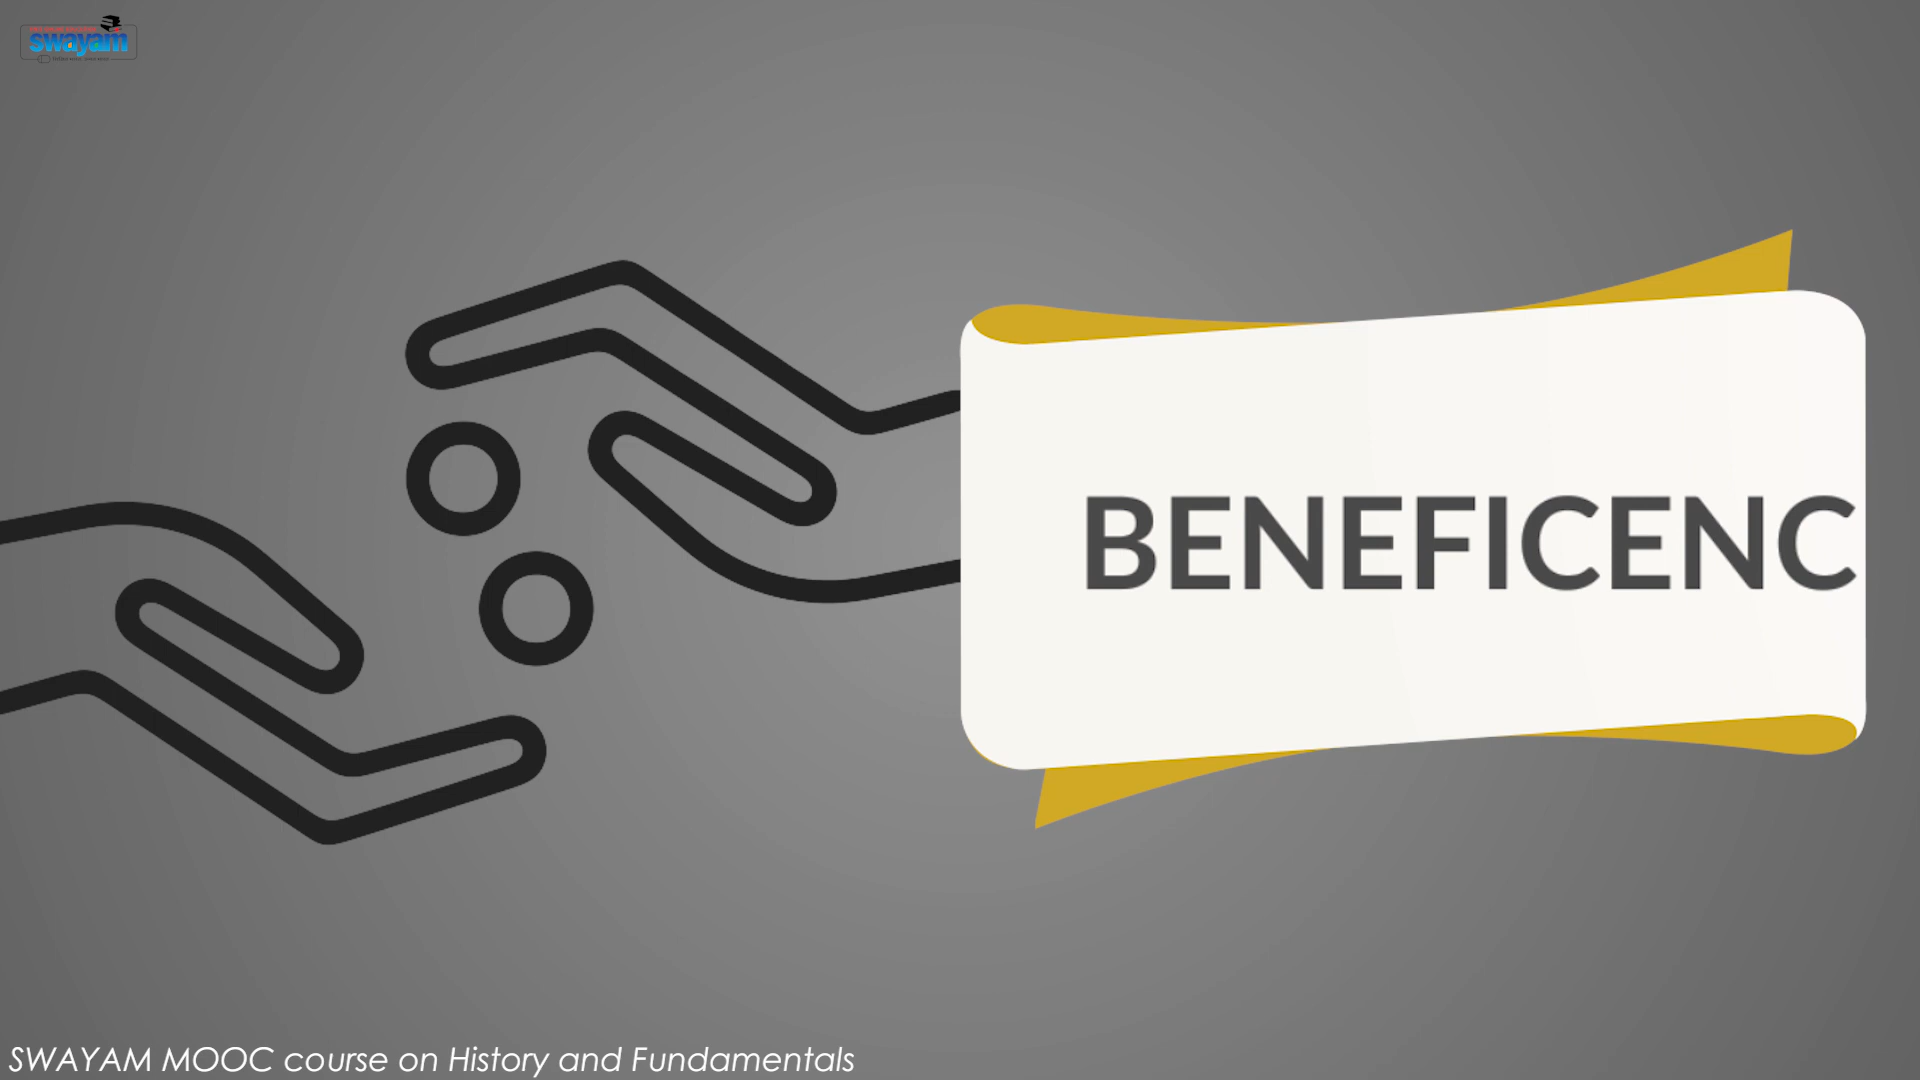 swayam
BENEFICENC
SWAYAM MOOC course on History and Fundamentals